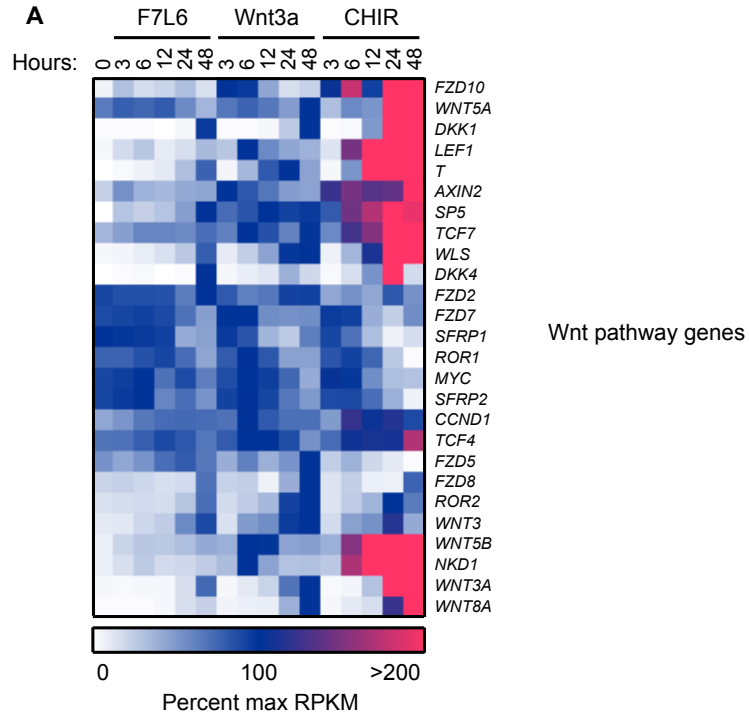 A
F7L6 Wnt3a CHIR
Hours: 0 3 6 12 24 48 3 6 12 24 48 3 6 12 24 48
FZD10
WNT5A
DKK1
LEF1
T
AXIN2
SP5
TCF7
WLS
DKK4
FZD2
FZD7
SFRP1
Wnt pathway genes
ROR1
MYC
SFRP2
CCND1
TCF4
FZD5
FZD8
ROR2
WNT3
WNT5B
NKD1
WNT3A
WNT8A
0 100 >200
Percent max RPKM